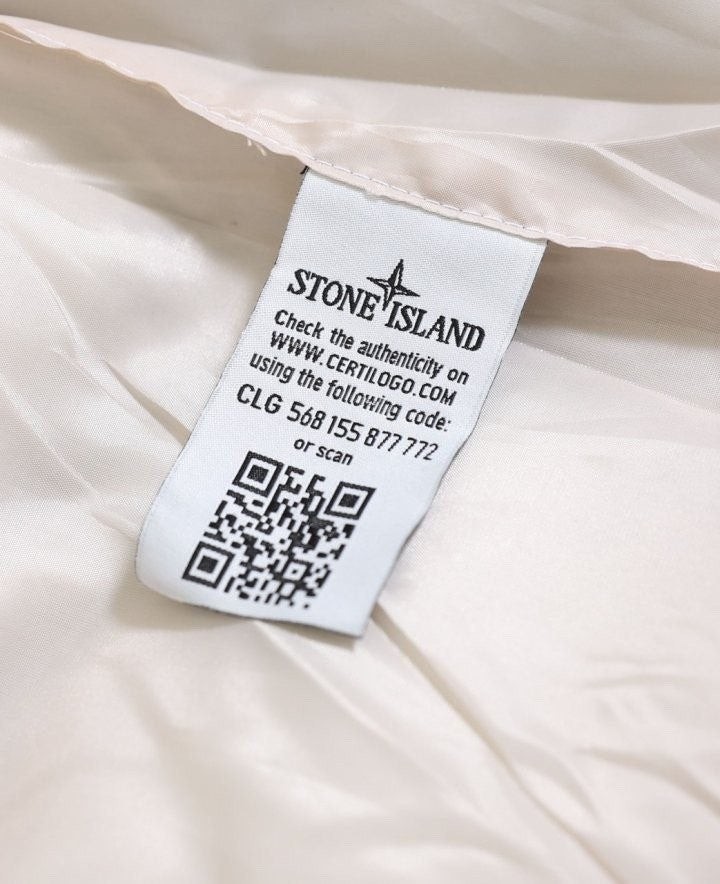 STONE ISLAND
Check the authenticity on
WWW.CERTILOGO.COM
using the following code:
CLG 568 155 877 772
or scan